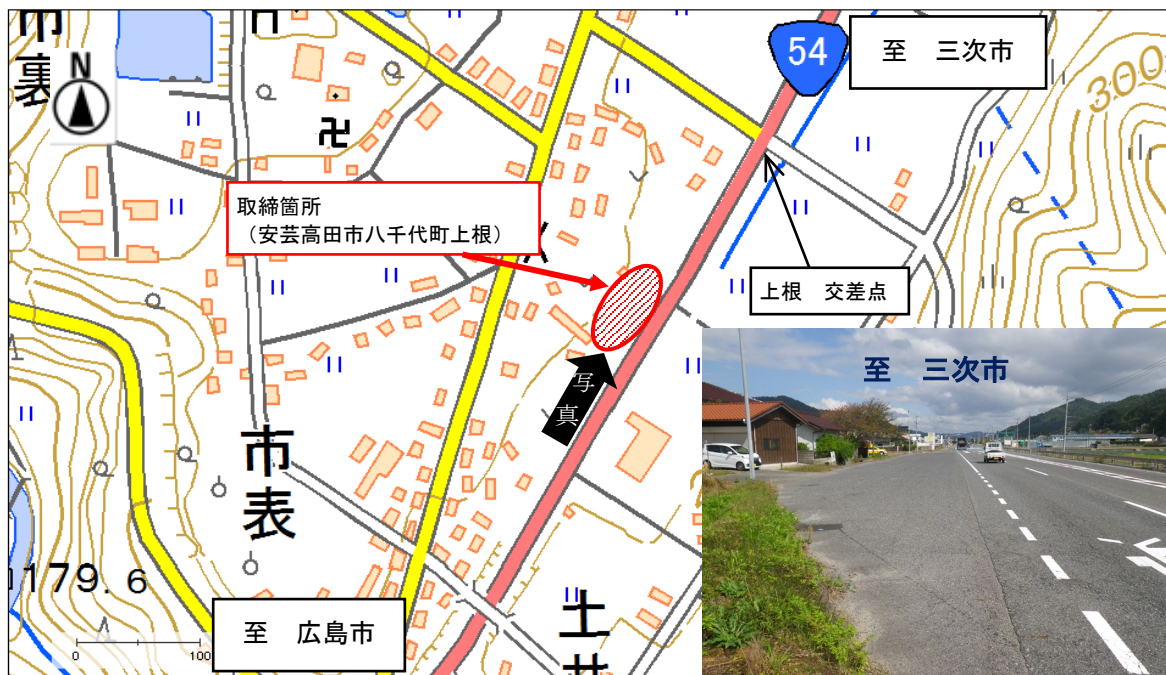 市
裏
N
54
至 三次市
300
取締箇所
（安芸高田市八千代町上根）
上根 交差点
写
真
至 三次市
市
表
179.6
土
井
至 広島市
0
100